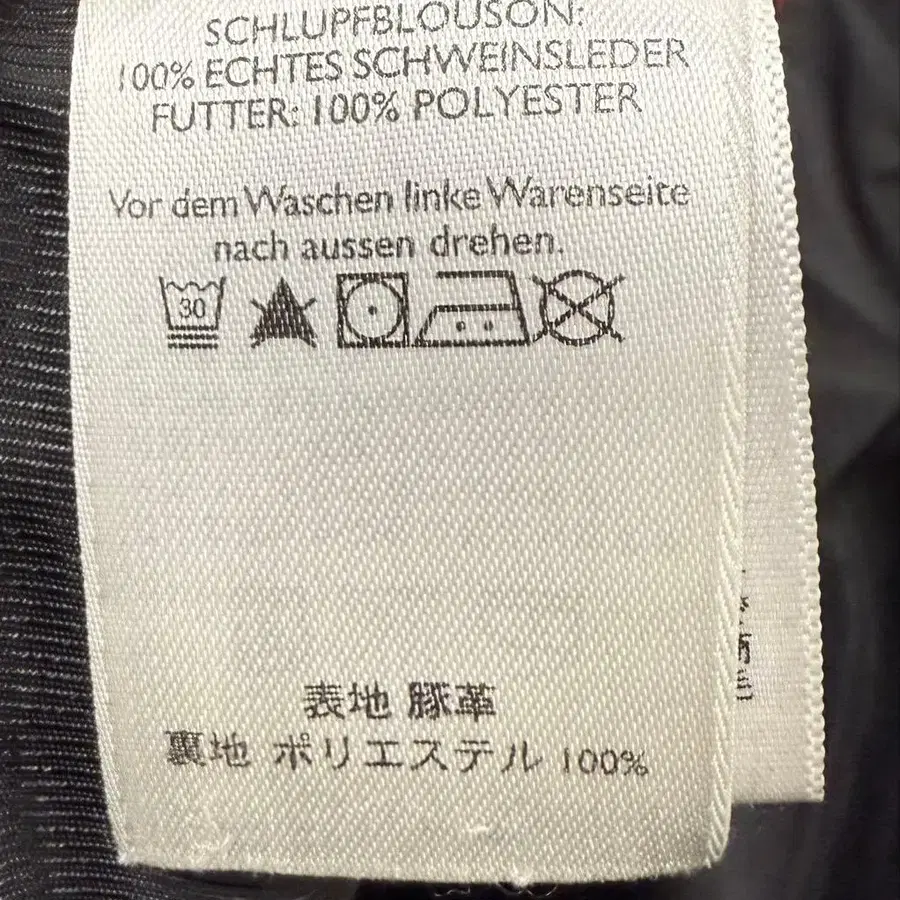 SCHLUPFBLOUSON:
100% ECHTES SCHWEINSLEDER
FUTTER: 100% POLYESTER
Vor dem Waschen linke Warenseite
nach aussen drehen.
30
表地 豚革
裏地 ポリエステル 100%